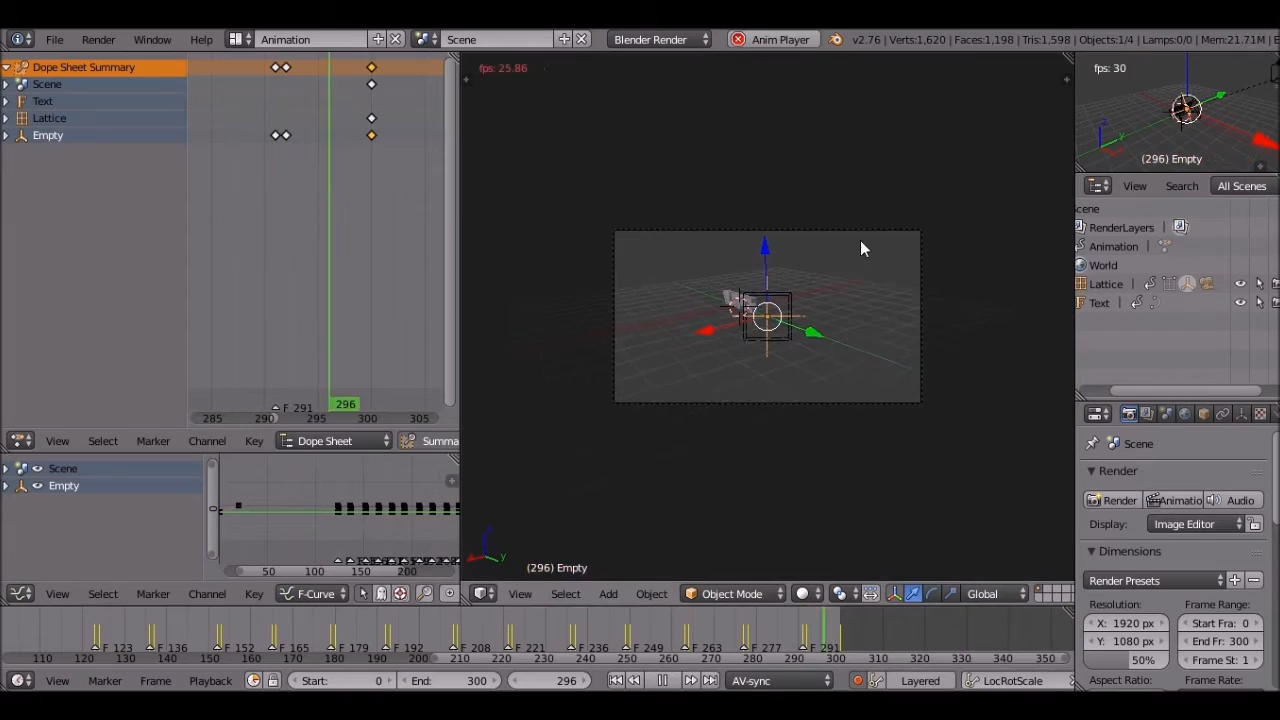 File Render Window Help Animation Scene Blender Render Anim Player v2.76 | Verts:1,620 | Faces:1,198 | Tris:1,598 | Objects:1/4 | Lamps:0/0 | Mem:21.71M
Dope Sheet Summary
Scene
Text
Lattice
Empty
F 291
296
285 290 295 300 305
View Select Marker Channel Key Dope Sheet Summa
Scene
Empty
50 100 150 200
View Select Marker Channel Key F-Curve
fps: 25.86
z
y
(296) Empty
View Select Add Object Object Mode Global
fps: 30
z
y
(296) Empty
View Search All Scenes
cene
RenderLayers
Animation
World
Lattice
Text
Scene
Render
Render Animatio Audio
Display: Image Editor
Dimensions
Render Presets
Resolution: Frame Range:
X: 1920 px Start Fra: 0
Y: 1080 px End Fr: 300
50% Frame St: 1
Aspect Ratio: Frame Rate:
F 123 F 136 F 152 F 165 F 179 F 192 F 208 F 221 F 236 F 249 F 263 F 277 F 291
110 120 130 140 150 160 170 180 190 200 210 220 230 240 250 260 270 280 290 300 310 320 330 340 350
View Marker Frame Playback Start: 0 End: 300 296 AV-sync Layered LocRotScale